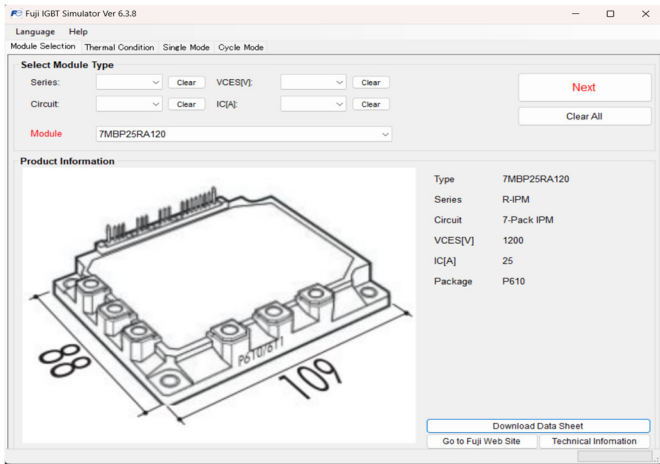 Fuji IGBT Simulator Ver 6.3.8
Language Help
Module Selection Thermal Condition Single Mode Cycle Mode
Select Module Type
Series: Clear VCES[V]: Clear
Next
Circuit: Clear IC[A]: Clear
Clear All
Module 7MBP25RA120
Product Information
Type 7MBP25RA120
Series R-IPM
Circuit 7-Pack IPM
VCES[V] 1200
IC[A] 25
Package P610
P610/611
88
109
Download Data Sheet
Go to Fuji Web Site Technical Infomation